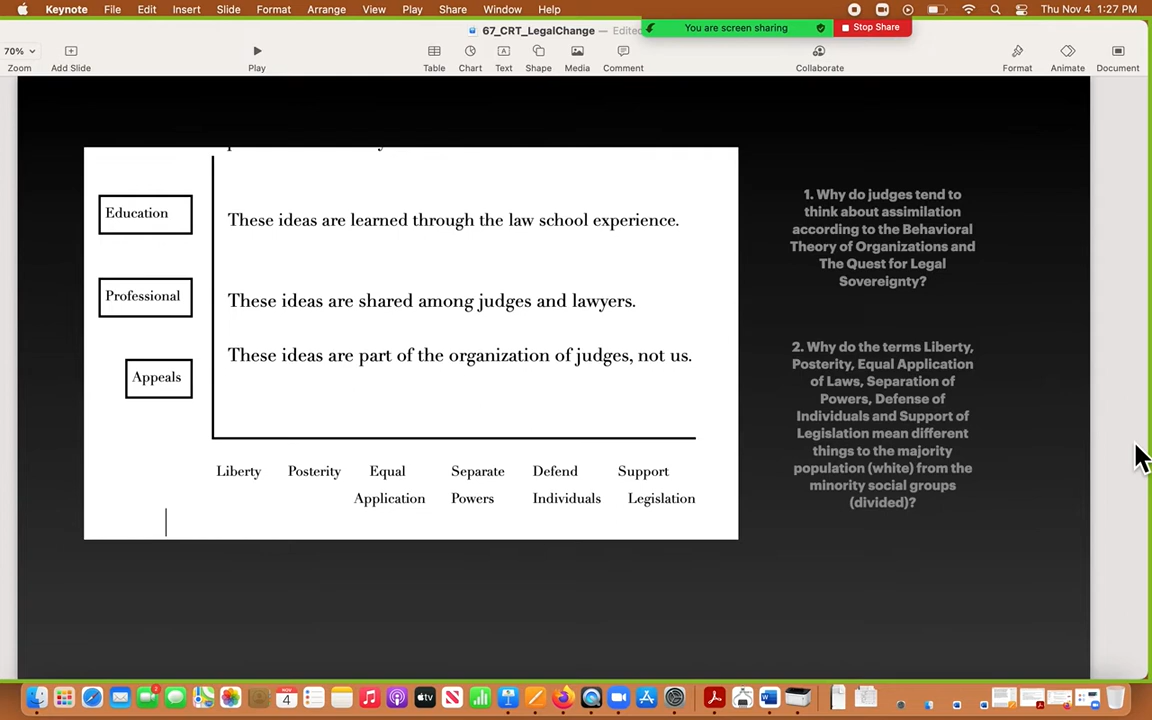 Keynote File Edit Insert Slide Format Arrange View Play Share Window Help Thu Nov 4 1:27 PM
You are screen sharing Stop Share
67_CRT_LegalChange — Edited
70%
Zoom Add Slide Play Table Chart Text Shape Media Comment Collaborate Format Animate Document
Education
These ideas are learned through the law school experience.
Professional
These ideas are shared among judges and lawyers.
These ideas are part of the organization of judges, not us.
Appeals
Liberty Posterity Equal Separate Defend Support
Application Powers Individuals Legislation
1. Why do judges tend to
think about assimilation
according to the Behavioral
Theory of Organizations and
The Quest for Legal
Sovereignty?
2. Why do the terms Liberty,
Posterity, Equal Application
of Laws, Separation of
Powers, Defense of
Individuals and Support of
Legislation mean different
things to the majority
population (white) from the
minority social groups
(divided)?